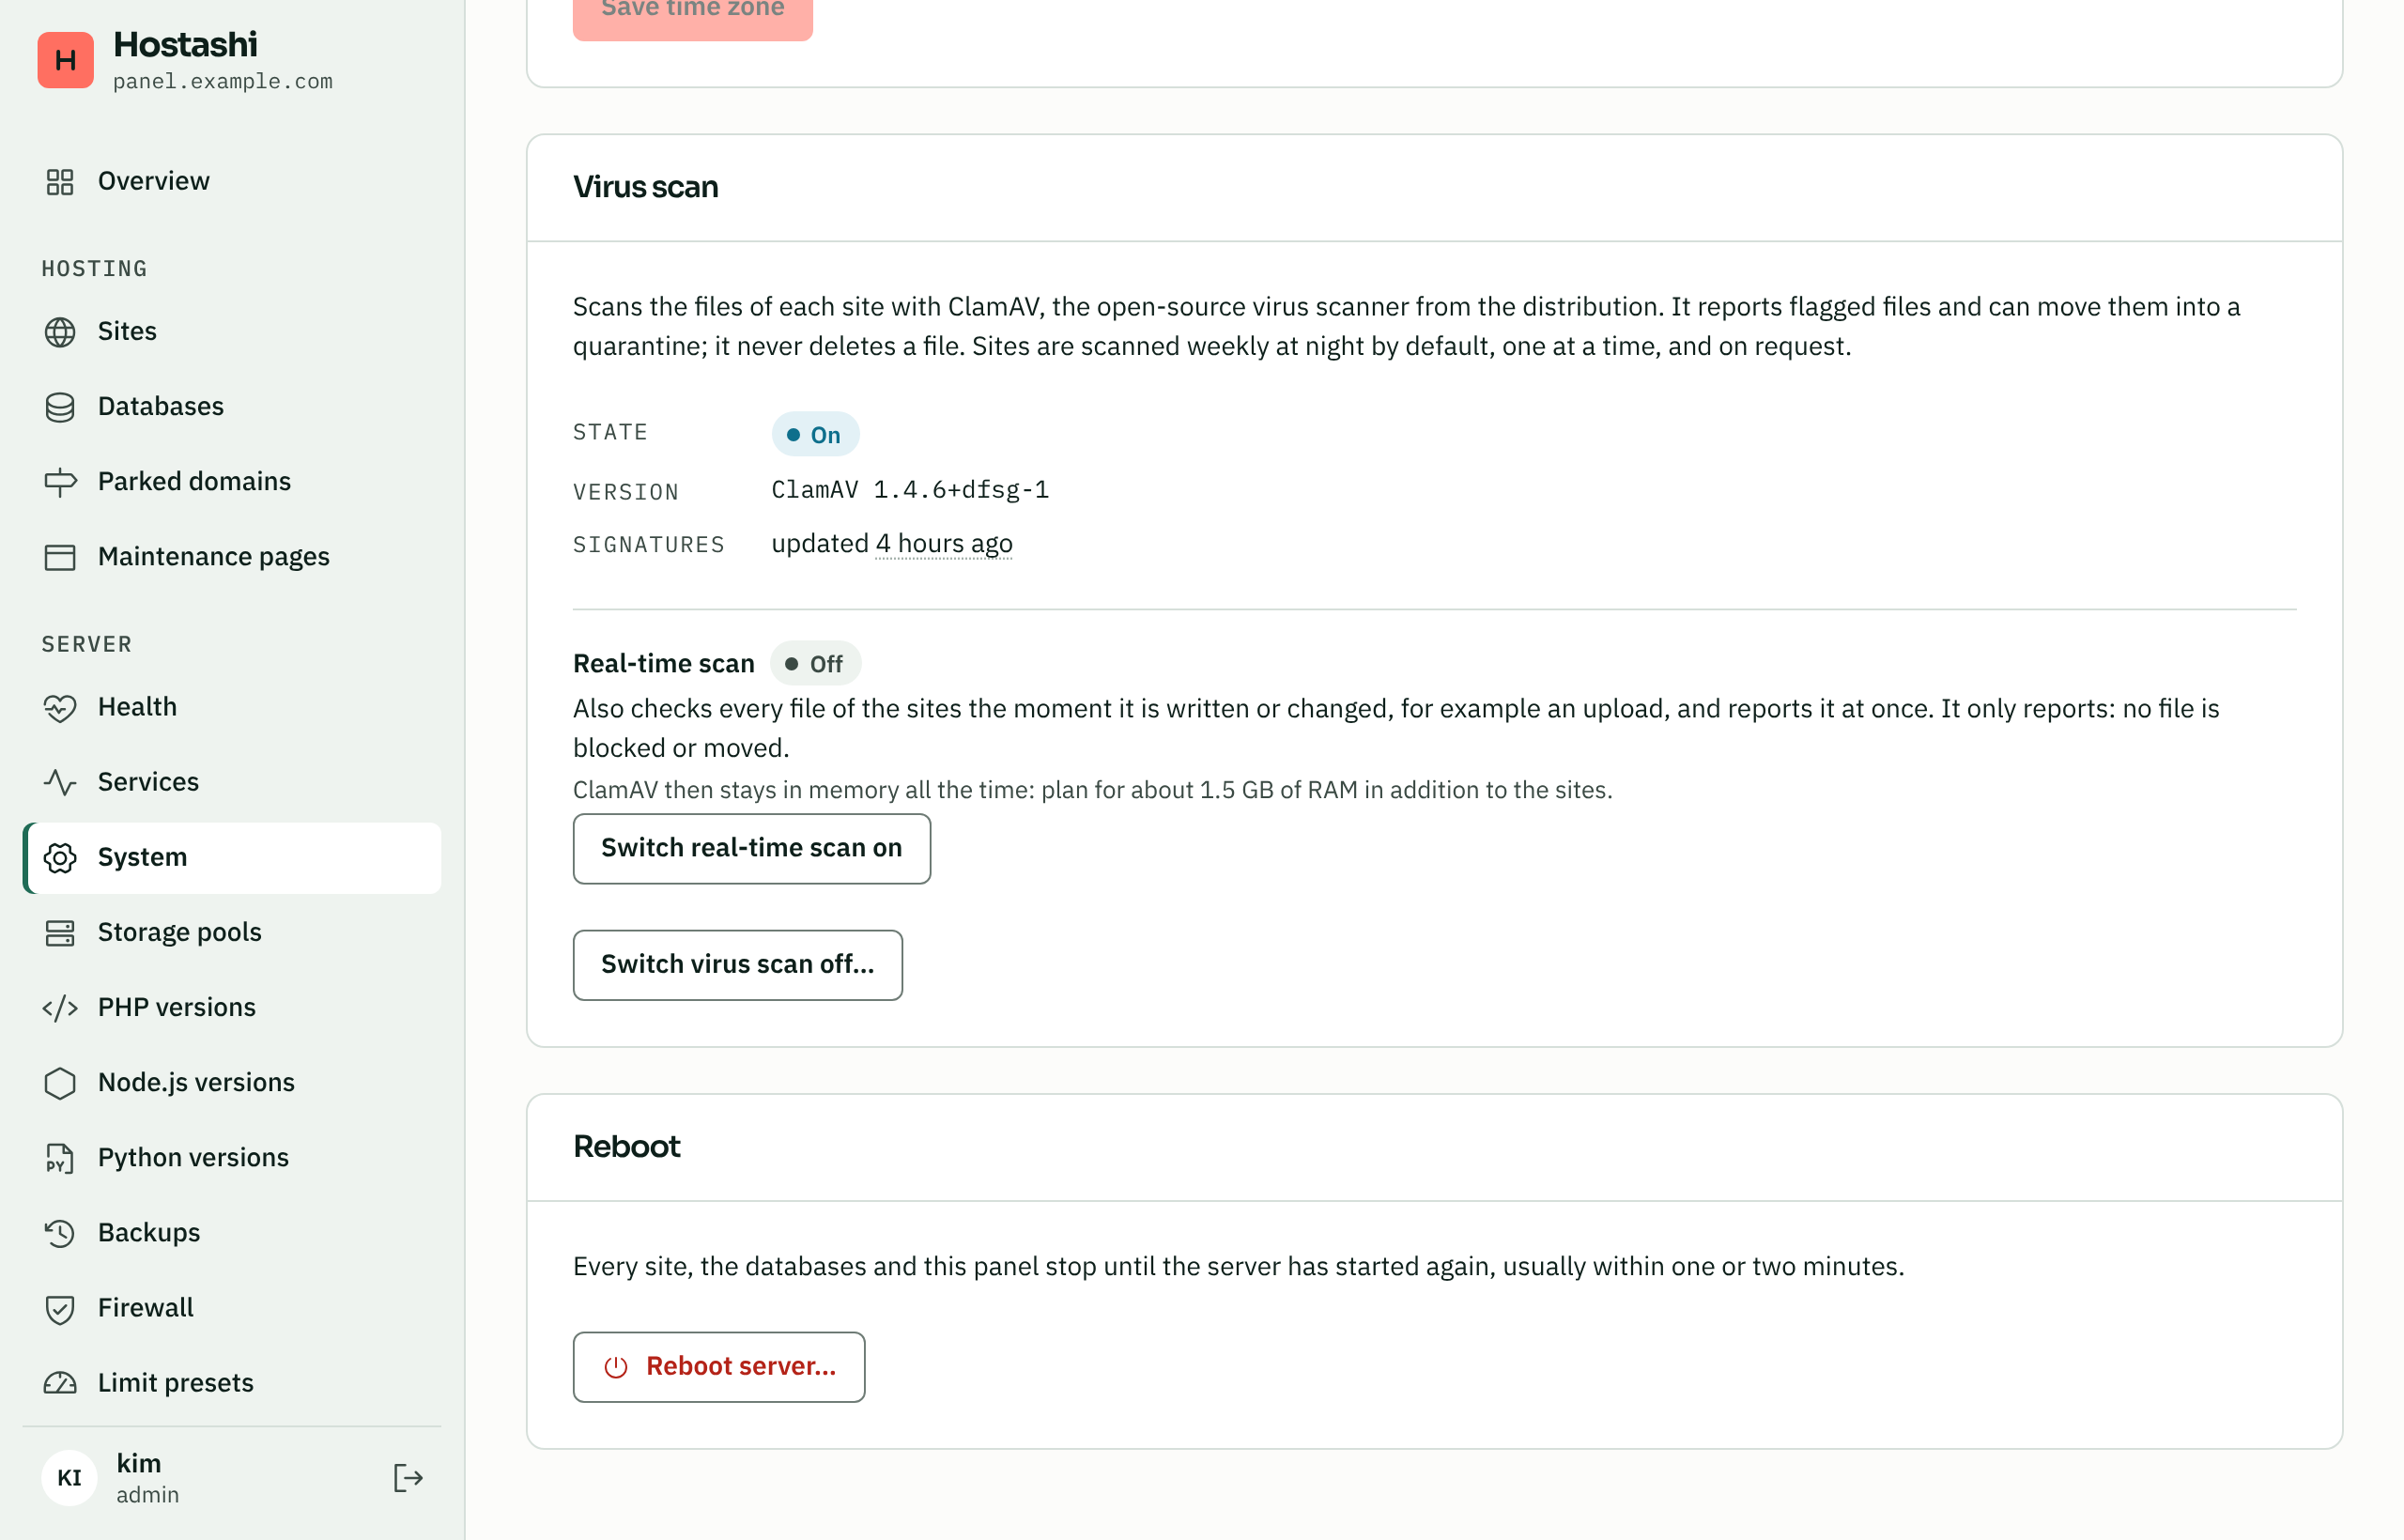 H
Hostashi
panel.example.com
Overview
HOSTING
Sites
Databases
Parked domains
Maintenance pages
SERVER
Health
Services
System
Storage pools
PHP versions
Node.js versions
PY
Python versions
Backups
Firewall
Limit presets
KI
kim
admin
Save time zone
Virus scan
Scans the files of each site with ClamAV, the open-source virus scanner from the distribution. It reports flagged files and can move them into a
quarantine; it never deletes a file. Sites are scanned weekly at night by default, one at a time, and on request.
STATE On
VERSION ClamAV 1.4.6+dfsg-1
SIGNATURES updated 4 hours ago
Real-time scan Off
Also checks every file of the sites the moment it is written or changed, for example an upload, and reports it at once. It only reports: no file is
blocked or moved.
ClamAV then stays in memory all the time: plan for about 1.5 GB of RAM in addition to the sites.
Switch real-time scan on
Switch virus scan off...
Reboot
Every site, the databases and this panel stop until the server has started again, usually within one or two minutes.
Reboot server...